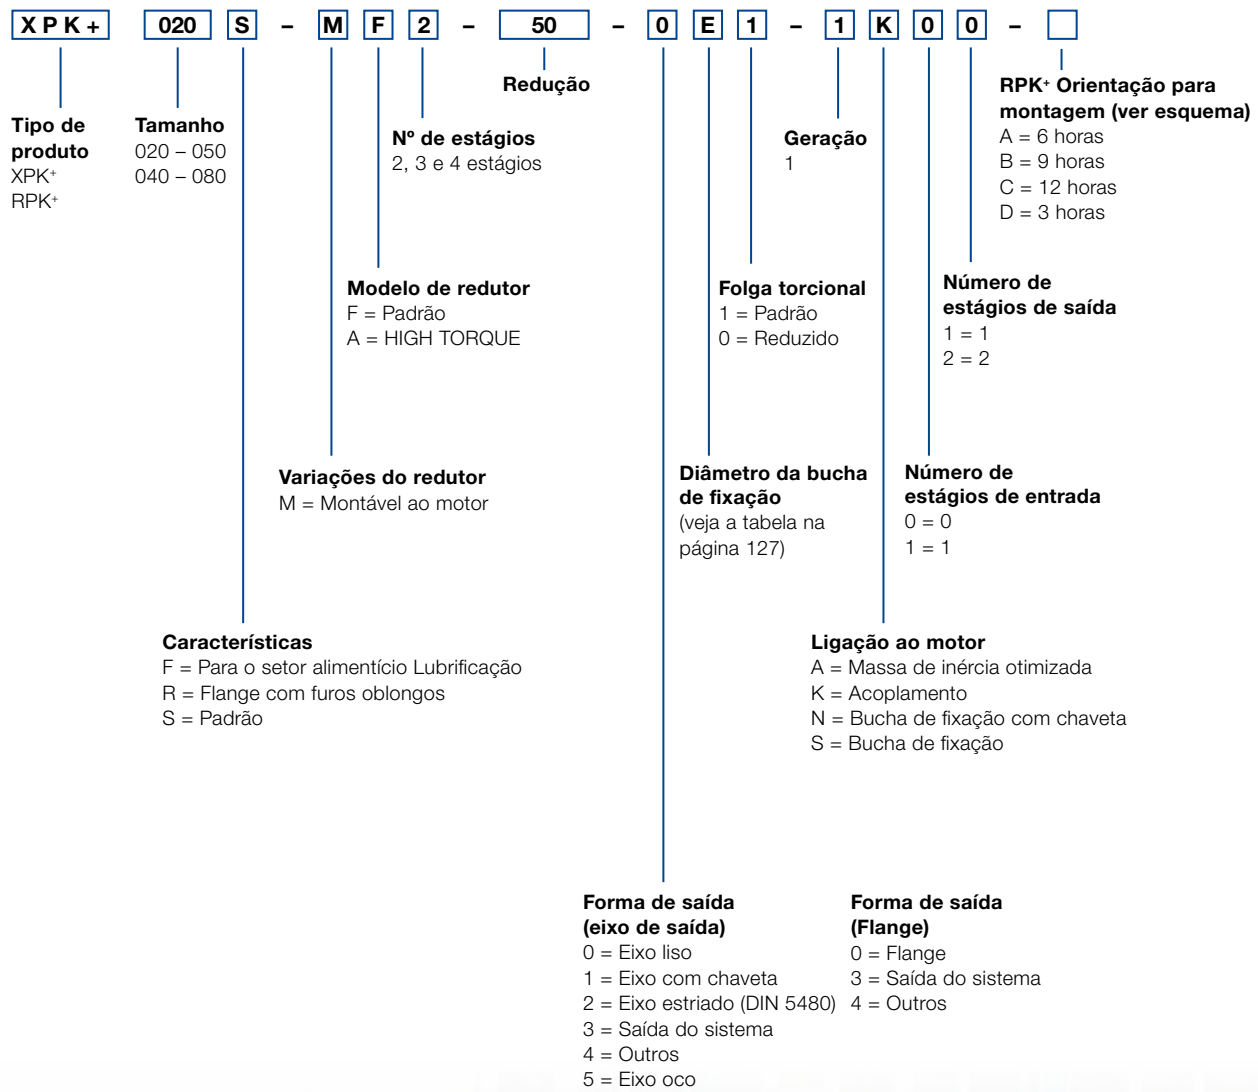 XPK+ 020 S – M F 2 – 50 – 0 E 1 – 1 K 0 0 –
Tipo de
produto
XPK+
RPK+
Tamanho
020 – 050
040 – 080
Redução
Nº de estágios
2, 3 e 4 estágios
Geração
1
RPK+ Orientação para
montagem (ver esquema)
A = 6 horas
B = 9 horas
C = 12 horas
D = 3 horas
Modelo de redutor
F = Padrão
A = HIGH TORQUE
Folga torcional
1 = Padrão
0 = Reduzido
Número de
estágios de saída
1 = 1
2 = 2
Variações do redutor
M = Montável ao motor
Diâmetro da bucha
de fixação
(veja a tabela na
página 127)
Número de
estágios de entrada
0 = 0
1 = 1
Características
F = Para o setor alimentício Lubrificação
R = Flange com furos oblongos
S = Padrão
Ligação ao motor
A = Massa de inércia otimizada
K = Acoplamento
N = Bucha de fixação com chaveta
S = Bucha de fixação
Forma de saída
(eixo de saída)
0 = Eixo liso
1 = Eixo com chaveta
2 = Eixo estriado (DIN 5480)
3 = Saída do sistema
4 = Outros
5 = Eixo oco
Forma de saída
(Flange)
0 = Flange
3 = Saída do sistema
4 = Outros